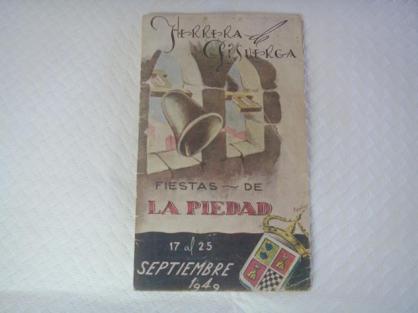 Herrera de
Pisuerga
FIESTAS ~ DE
LA PIEDAD
17 al 25
SEPTIEMBRE
1949